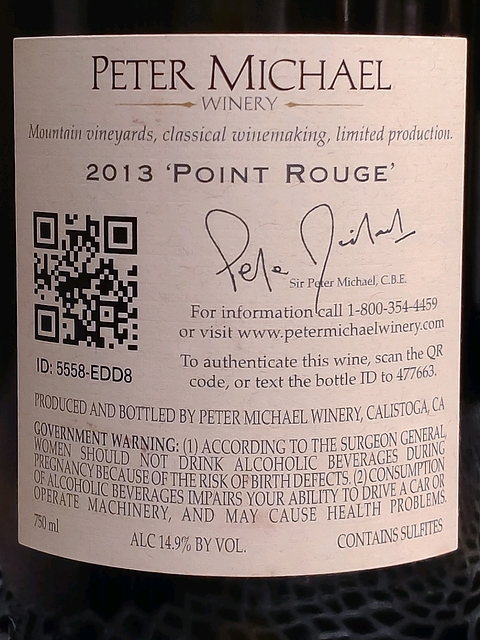 PETER MICHAEL
WINERY
Mountain vineyards, classical winemaking, limited production.
2013 'POINT ROUGE'
Pete Michael
Sir Peter Michael, C.B.E.
For information call 1-800-354-4459
or visit www.petermichaelwinery.com
To authenticate this wine, scan the QR
code, or text the bottle ID to 477663.
ID: 5558-EDD8
PRODUCED AND BOTTLED BY PETER MICHAEL WINERY, CALISTOGA, CA
GOVERNMENT WARNING: (1) ACCORDING TO THE SURGEON GENERAL,
WOMEN SHOULD NOT DRINK ALCOHOLIC BEVERAGES DURING
PREGNANCY BECAUSE OF THE RISK OF BIRTH DEFECTS. (2) CONSUMPTION
OF ALCOHOLIC BEVERAGES IMPAIRS YOUR ABILITY TO DRIVE A CAR OR
OPERATE MACHINERY, AND MAY CAUSE HEALTH PROBLEMS.
750 ml
ALC 14.9% BY VOL.
CONTAINS SULFITES